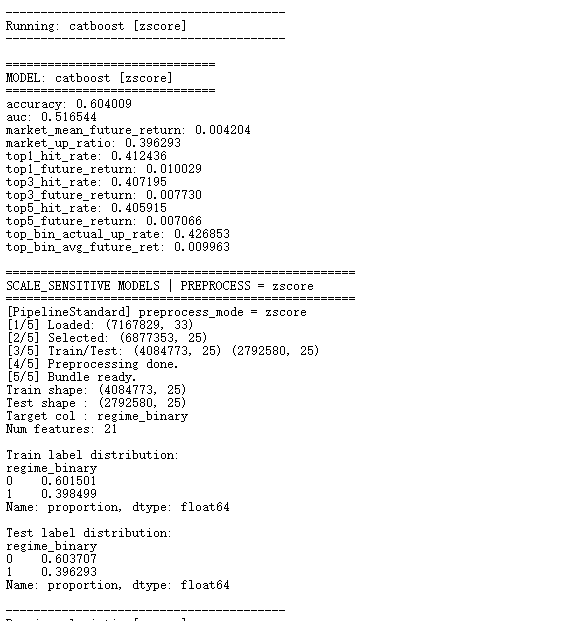 ----------------------------------------
Running: catboost [zscore]
----------------------------------------
==============================
MODEL: catboost [zscore]
==============================
accuracy: 0.604009
auc: 0.516544
market_mean_future_return: 0.004204
market_up_ratio: 0.396293
top1_hit_rate: 0.412436
top1_future_return: 0.010029
top3_hit_rate: 0.407195
top3_future_return: 0.007730
top5_hit_rate: 0.405915
top5_future_return: 0.007066
top_bin_actual_up_rate: 0.426853
top_bin_avg_future_ret: 0.009963
==================================================
SCALE_SENSITIVE MODELS | PREPROCESS = zscore
==================================================
[PipelineStandard] preprocess_mode = zscore
[1/5] Loaded: (7167829, 33)
[2/5] Selected: (6877353, 25)
[3/5] Train/Test: (4084773, 25) (2792580, 25)
[4/5] Preprocessing done.
[5/5] Bundle ready.
Train shape: (4084773, 25)
Test shape : (2792580, 25)
Target col : regime_binary
Num features: 21
Train label distribution:
regime_binary
0    0.601501
1    0.398499
Name: proportion, dtype: float64
Test label distribution:
regime_binary
0    0.603707
1    0.396293
Name: proportion, dtype: float64
----------------------------------------